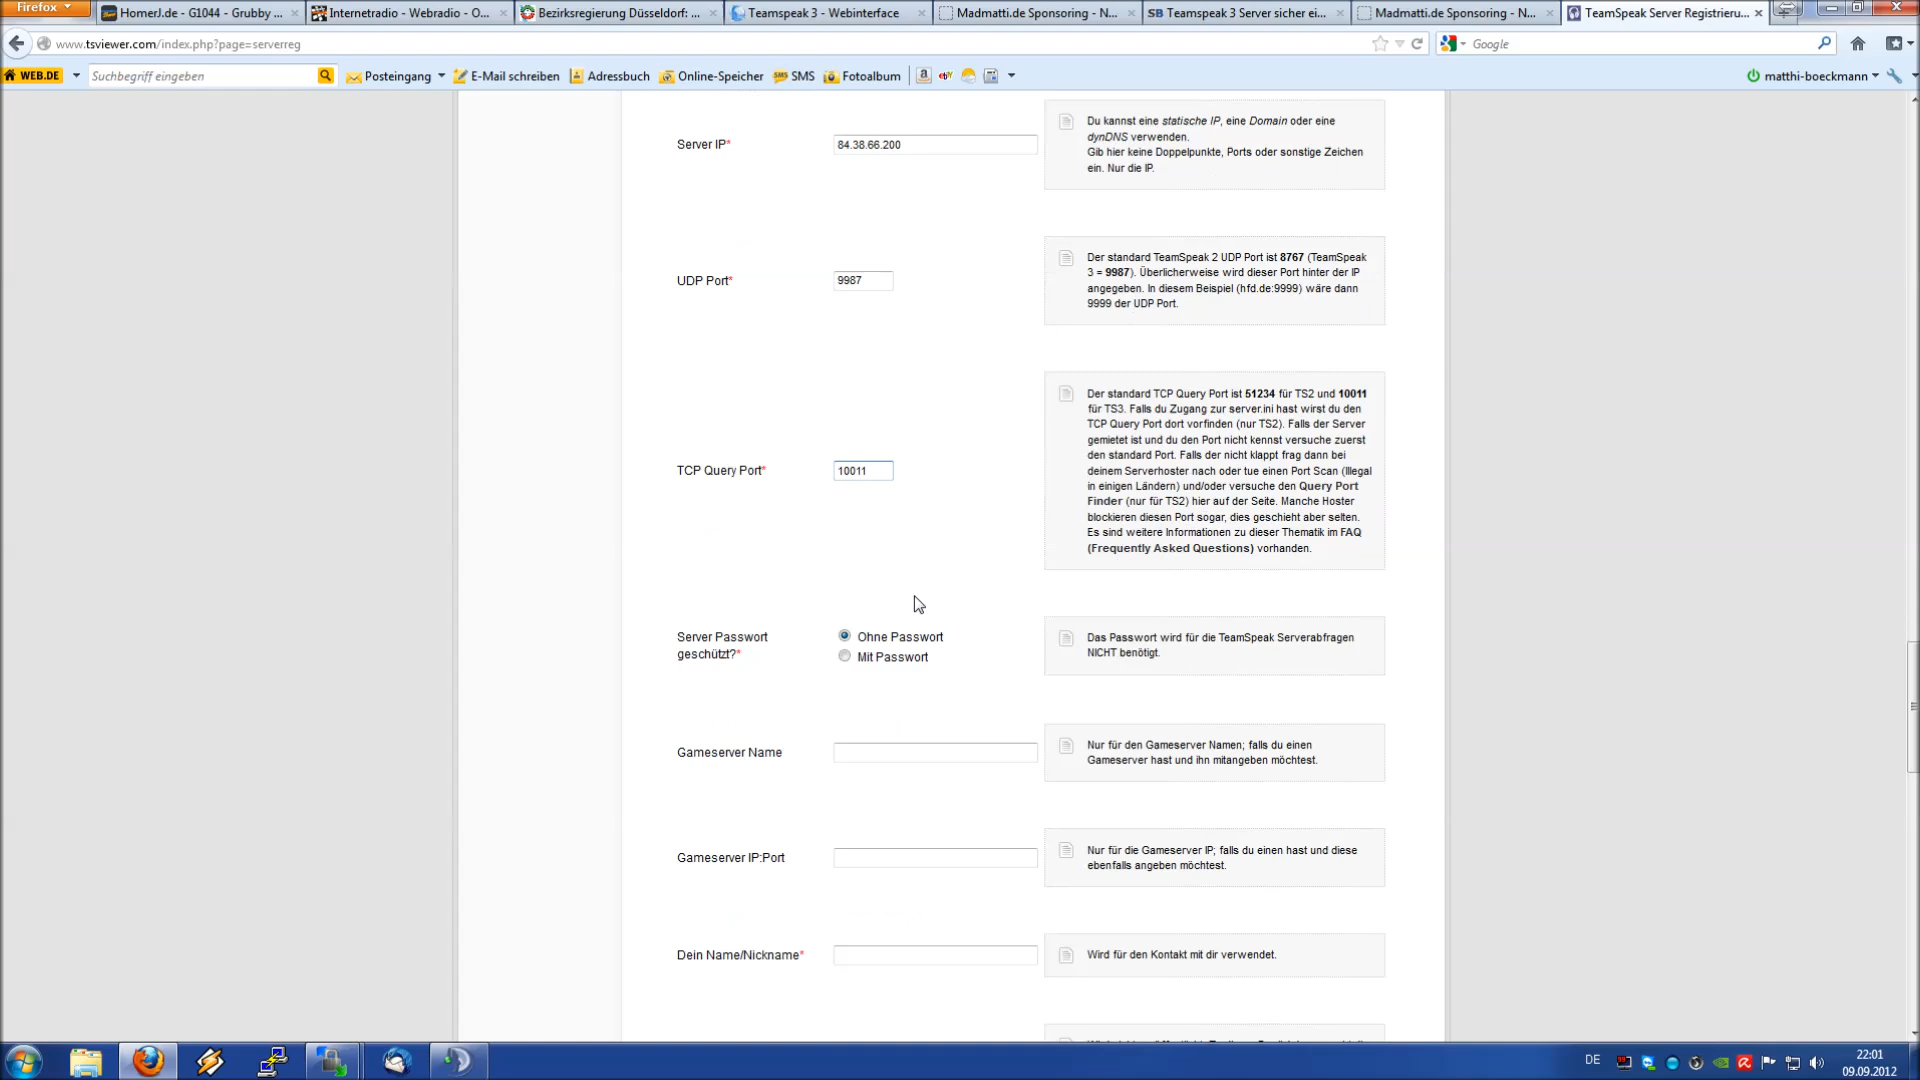 Firefox
HomerJ.de - G1044 - Grubby ...
Internetradio - Webradio - O...
Bezirksregierung Düsseldorf: ...
Teamspeak 3 - Webinterface
Madmatti.de Sponsoring - N...
SB Teamspeak 3 Server sicher ei...
Madmatti.de Sponsoring - N...
TeamSpeak Server Registrieru...
www.tsviewer.com/index.php?page=serverreg
Google
WEB.DE
Suchbegriff eingeben
Posteingang
E-Mail schreiben
Adressbuch
Online-Speicher
SMS SMS
Fotoalbum
a
matthi-boeckmann
Server IP*
84.38.66.200
Du kannst eine statische IP, eine Domain oder eine
dynDNS verwenden.
Gib hier keine Doppelpunkte, Ports oder sonstige Zeichen
ein. Nur die IP.
UDP Port*
9987
Der standard TeamSpeak 2 UDP Port ist 8767 (TeamSpeak
3 = 9987). Überlicherweise wird dieser Port hinter der IP
angegeben. In diesem Beispiel (hfd.de:9999) wäre dann
9999 der UDP Port.
TCP Query Port*
10011
Der standard TCP Query Port ist 51234 für TS2 und 10011
für TS3. Falls du Zugang zur server.ini hast wirst du den
TCP Query Port dort vorfinden (nur TS2). Falls der Server
gemietet ist und du den Port nicht kennst versuche zuerst
den standard Port. Falls der nicht klappt frag dann bei
deinem Serverhoster nach oder tue einen Port Scan (Illegal
in einigen Ländern) und/oder versuche den Query Port
Finder (nur für TS2) hier auf der Seite. Manche Hoster
blockieren diesen Port sogar, dies geschieht aber selten.
Es sind weitere Informationen zu dieser Thematik im FAQ
(Frequently Asked Questions) vorhanden.
Server Passwort
geschützt?*
Ohne Passwort
Mit Passwort
Das Passwort wird für die TeamSpeak Serverabfragen
NICHT benötigt.
Gameserver Name
Nur für den Gameserver Namen; falls du einen
Gameserver hast und ihn mitangeben möchtest.
Gameserver IP:Port
Nur für die Gameserver IP; falls du einen hast und diese
ebenfalls angeben möchtest.
Dein Name/Nickname*
Wird für den Kontakt mit dir verwendet.
DE
22:01
09.09.2012